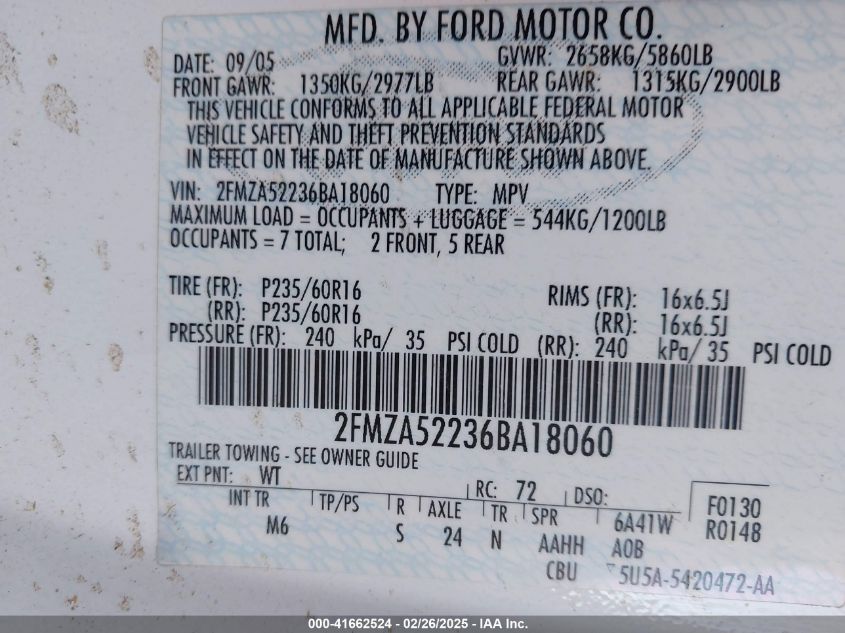 MFD. BY FORD MOTOR CO.
DATE: 09/05 GVWR: 2658KG/5860LB
FRONT GAWR: 1350KG/2977LB REAR GAWR: 1315KG/2900LB
THIS VEHICLE CONFORMS TO ALL APPLICABLE FEDERAL MOTOR
VEHICLE SAFETY AND THEFT PREVENTION STANDARDS
IN EFFECT ON THE DATE OF MANUFACTURE SHOWN ABOVE.
VIN: 2FMZA52236BA18060 TYPE: MPV
MAXIMUM LOAD = OCCUPANTS + LUGGAGE = 544KG/1200LB
OCCUPANTS = 7 TOTAL; 2 FRONT, 5 REAR
TIRE (FR): P235/60R16 RIMS (FR): 16x6.5J
(RR): P235/60R16 (RR): 16x6.5J
PRESSURE (FR): 240 kPa/ 35 PSI COLD (RR): 240 kPa/ 35 PSI COLD
2FMZA52236BA18060
TRAILER TOWING - SEE OWNER GUIDE
EXT PNT: WT RC: 72 DSO: F0130
INT TR TP/PS R AXLE TR SPR 6A41W R0148
M6 S 24 N AAHH A0B
CBU 5U5A-5420472-AA
000-41662524 - 02/26/2025 - IAA Inc.